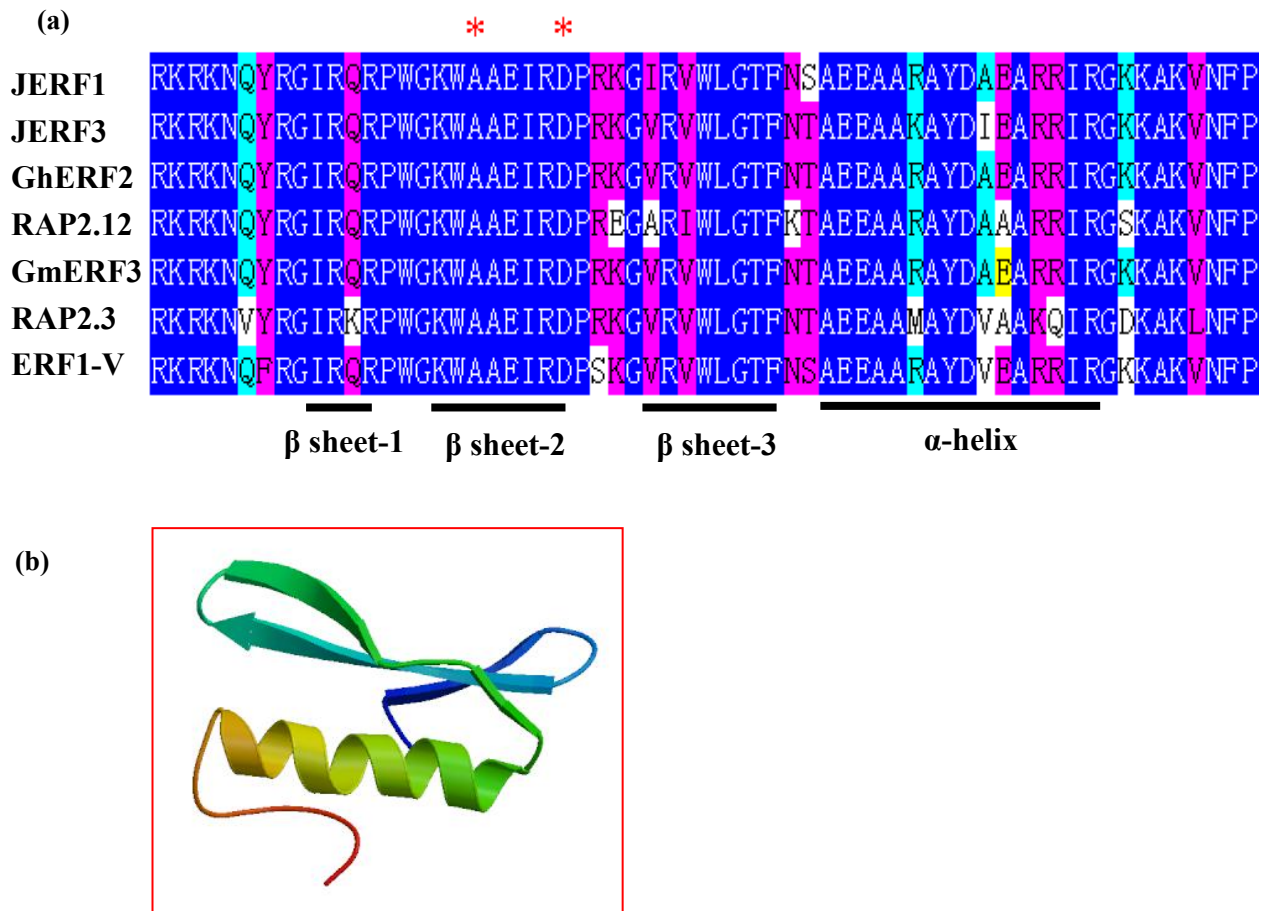 (a)
* *
JERF1 RKRKNQYRGIRQRPWGKWAAEIRDPRKGIRVWLGTFNSAEEAARAYDAEARRIRGKKAKVNFP
JERF3 RKRKNQYRGIRQRPWGKWAAEIRDPRKGVRVWLGTFNTAEEAAKAYDIEARRIRGKKAKVNFP
GhERF2 RKRKNQYRGIRQRPWGKWAAEIRDPRKGVRVWLGTFNTAEEAARAYDAEARRIRGKKAKVNFP
RAP2.12 RKRKNQYRGIRQRPWGKWAAEIRDPREGARIWLGTFKTAEEAARAYDAAARRIRGSKAKVNFP
GmERF3 RKRKNQYRGIRQRPWGKWAAEIRDPRKGVRVWLGTFNTAEEAARAYDAEARRIRGKKAKVNFP
RAP2.3 RKRKNVYRGIRKRPWGKWAAEIRDPRKGVRVWLGTFNTAEEAAMAYDVAAKQIRGDKAKLNFP
ERF1-V RKRKNQFRGIRQRPWGKWAAEIRDPSKGVRVWLGTFNSAEEAARAYDVEARRIRGKKAKVNFP
β sheet-1 β sheet-2 β sheet-3 α-helix
(b)